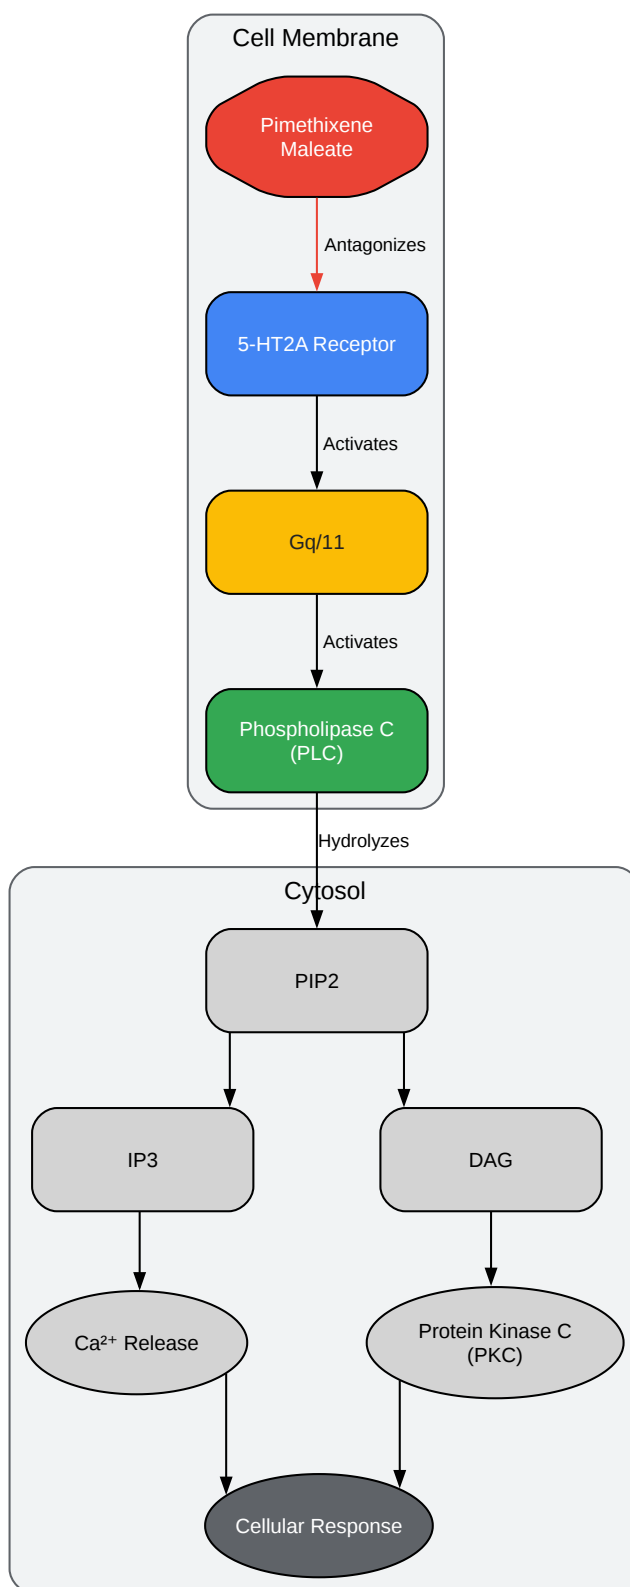 Cell Membrane
Pimethixene
Maleate
Antagonizes
5-HT2A Receptor
Activates
Gq/11
Activates
Phospholipase C
(PLC)
Hydrolyzes
Cytosol
PIP2
IP3
DAG
Ca²⁺ Release
Protein Kinase C
(PKC)
Cellular Response